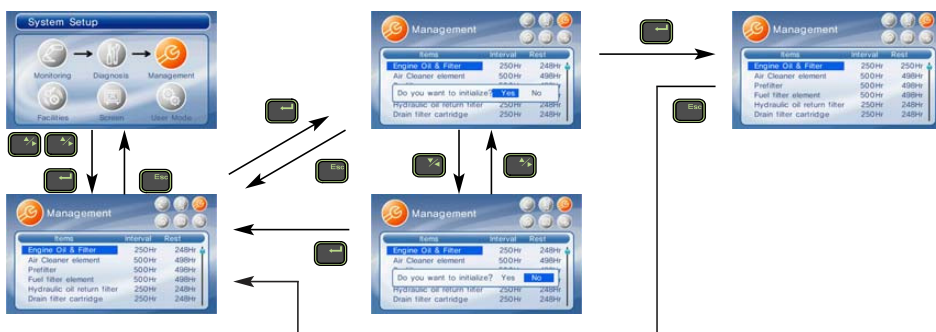 System Setup
Monitoring
Diagnosis
Management
Facilities
Screen
User Mode
Esc
Management
Items Interval Rest
Engine Oil & Filter 250Hr 248Hr
Air Cleaner element 500Hr 498Hr
Prefilter 500Hr 498Hr
Fuel filter element 500Hr 498Hr
Hydraulic oil return filter 250Hr 248Hr
Drain filter cartridge 250Hr 248Hr
Esc
Management
Items Interval Rest
Engine Oil & Filter 250Hr 248Hr
Air Cleaner element 500Hr 498Hr
Do you want to initialize? Yes No
Hydraulic oil return filter 250Hr 248Hr
Drain filter cartridge 250Hr 248Hr
Management
Items Interval Rest
Engine Oil & Filter 250Hr 248Hr
Air Cleaner element 500Hr 498Hr
Do you want to initialize? Yes No
Hydraulic oil return filter 250Hr 248Hr
Drain filter cartridge 250Hr 248Hr
Management
Items Interval Rest
Engine Oil & Filter 250Hr 250Hr
Air Cleaner element 500Hr 498Hr
Prefilter 500Hr 498Hr
Fuel filter element 500Hr 498Hr
Hydraulic oil return filter 250Hr 248Hr
Drain filter cartridge 250Hr 248Hr
Esc